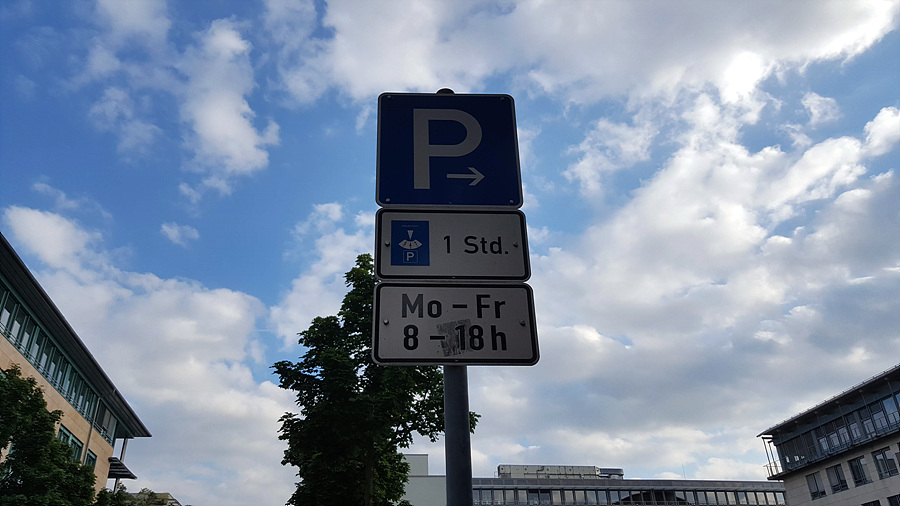 P
P
1 Std.
Mo – Fr
8 – 18h